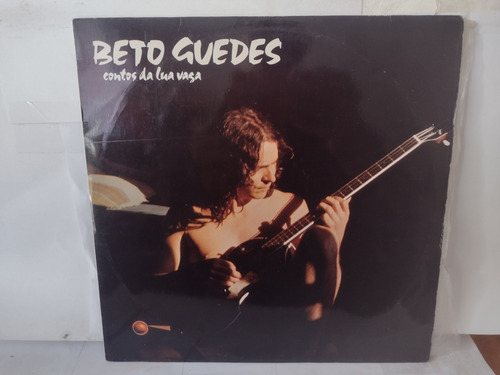 BETO GUEDES
contos da lua vaga